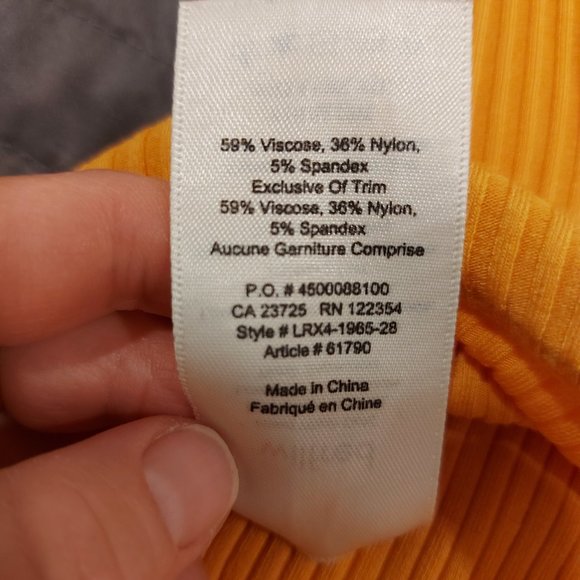 59% Viscose, 36% Nylon,
5% Spandex
Exclusive Of Trim
59% Viscose, 36% Nylon,
5% Spandex
Aucune Garniture Comprise
P.O. # 4500088100
CA 23725 RN 122354
Style # LRX4-1965-28
Article # 61790
Made in China
Fabriqué en Chine